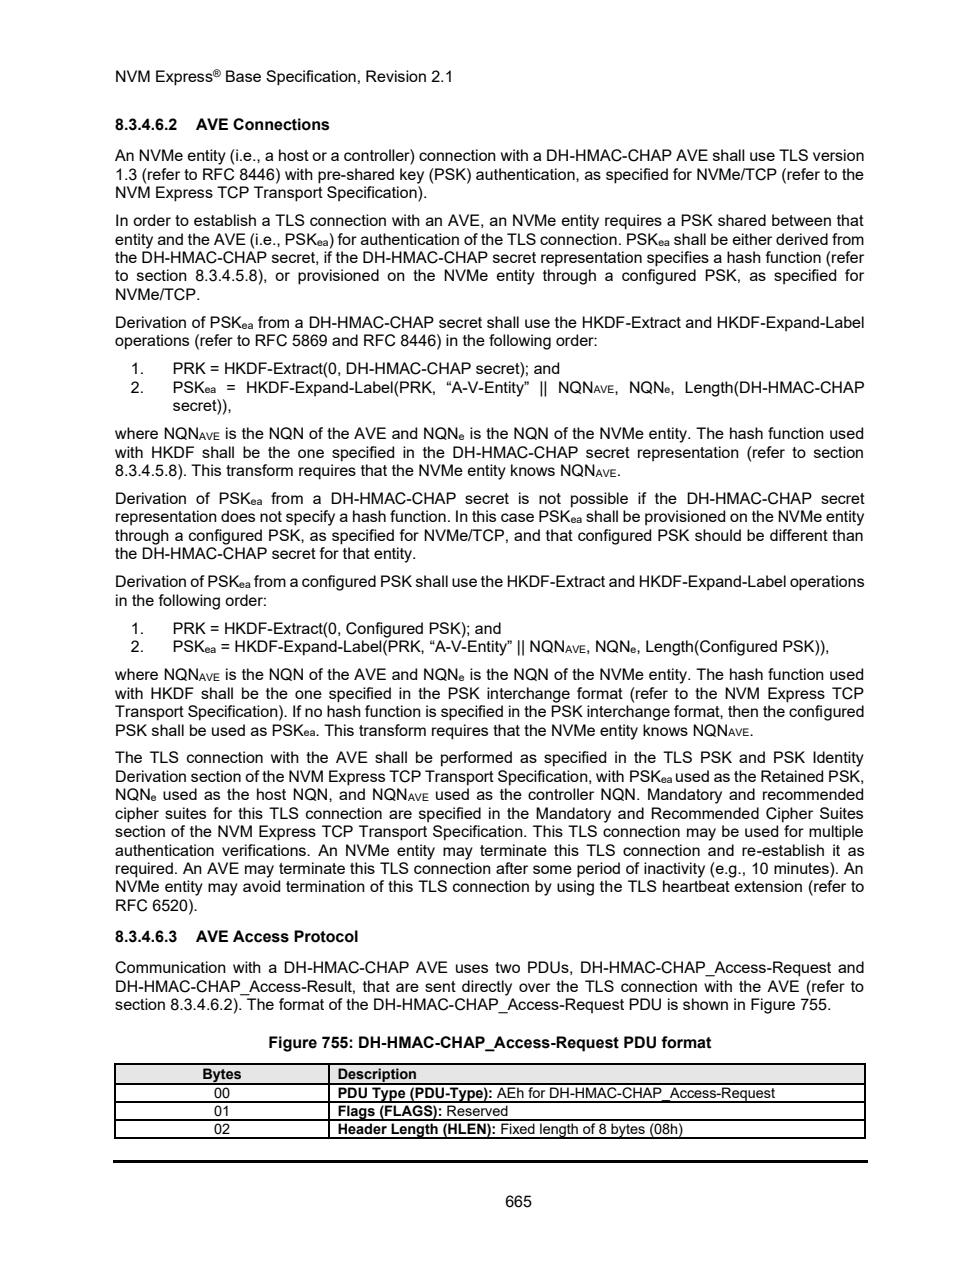 NVM Express® Base Specification, Revision 2.1
8.3.4.6.2 AVE Connections
An NVMe entity (i.e., a host or a controller) connection with a DH-HMAC-CHAP AVE shall use TLS version
1.3 (refer to RFC 8446) with pre-shared key (PSK) authentication, as specified for NVMe/TCP (refer to the
NVM Express TCP Transport Specification).
In order to establish a TLS connection with an AVE, an NVMe entity requires a PSK shared between that
entity and the AVE (i.e., PSKea) for authentication of the TLS connection. PSKea shall be either derived from
the DH-HMAC-CHAP secret, if the DH-HMAC-CHAP secret representation specifies a hash function (refer
to section 8.3.4.5.8), or provisioned on the NVMe entity through a configured PSK, as specified for
NVMe/TCP.
Derivation of PSKea from a DH-HMAC-CHAP secret shall use the HKDF-Extract and HKDF-Expand-Label
operations (refer to RFC 5869 and RFC 8446) in the following order:
1. PRK = HKDF-Extract(0, DH-HMAC-CHAP secret); and
2. PSKea = HKDF-Expand-Label(PRK, “A-V-Entity” || NQNAVE, NQNe, Length(DH-HMAC-CHAP
secret)),
where NQNAVE is the NQN of the AVE and NQNe is the NQN of the NVMe entity. The hash function used
with HKDF shall be the one specified in the DH-HMAC-CHAP secret representation (refer to section
8.3.4.5.8). This transform requires that the NVMe entity knows NQNAVE.
Derivation of PSKea from a DH-HMAC-CHAP secret is not possible if the DH-HMAC-CHAP secret
representation does not specify a hash function. In this case PSKea shall be provisioned on the NVMe entity
through a configured PSK, as specified for NVMe/TCP, and that configured PSK should be different than
the DH-HMAC-CHAP secret for that entity.
Derivation of PSKea from a configured PSK shall use the HKDF-Extract and HKDF-Expand-Label operations
in the following order:
1. PRK = HKDF-Extract(0, Configured PSK); and
2. PSKea = HKDF-Expand-Label(PRK, “A-V-Entity” || NQNAVE, NQNe, Length(Configured PSK)),
where NQNAVE is the NQN of the AVE and NQNe is the NQN of the NVMe entity. The hash function used
with HKDF shall be the one specified in the PSK interchange format (refer to the NVM Express TCP
Transport Specification). If no hash function is specified in the PSK interchange format, then the configured
PSK shall be used as PSKea. This transform requires that the NVMe entity knows NQNAVE.
The TLS connection with the AVE shall be performed as specified in the TLS PSK and PSK Identity
Derivation section of the NVM Express TCP Transport Specification, with PSKea used as the Retained PSK,
NQNe used as the host NQN, and NQNAVE used as the controller NQN. Mandatory and recommended
cipher suites for this TLS connection are specified in the Mandatory and Recommended Cipher Suites
section of the NVM Express TCP Transport Specification. This TLS connection may be used for multiple
authentication verifications. An NVMe entity may terminate this TLS connection and re-establish it as
required. An AVE may terminate this TLS connection after some period of inactivity (e.g., 10 minutes). An
NVMe entity may avoid termination of this TLS connection by using the TLS heartbeat extension (refer to
RFC 6520).
8.3.4.6.3 AVE Access Protocol
Communication with a DH-HMAC-CHAP AVE uses two PDUs, DH-HMAC-CHAP_Access-Request and
DH-HMAC-CHAP_Access-Result, that are sent directly over the TLS connection with the AVE (refer to
section 8.3.4.6.2). The format of the DH-HMAC-CHAP_Access-Request PDU is shown in Figure 755.
Figure 755: DH-HMAC-CHAP_Access-Request PDU format
Bytes Description
00 PDU Type (PDU-Type): AEh for DH-HMAC-CHAP_Access-Request
01 Flags (FLAGS): Reserved
02 Header Length (HLEN): Fixed length of 8 bytes (08h)
665